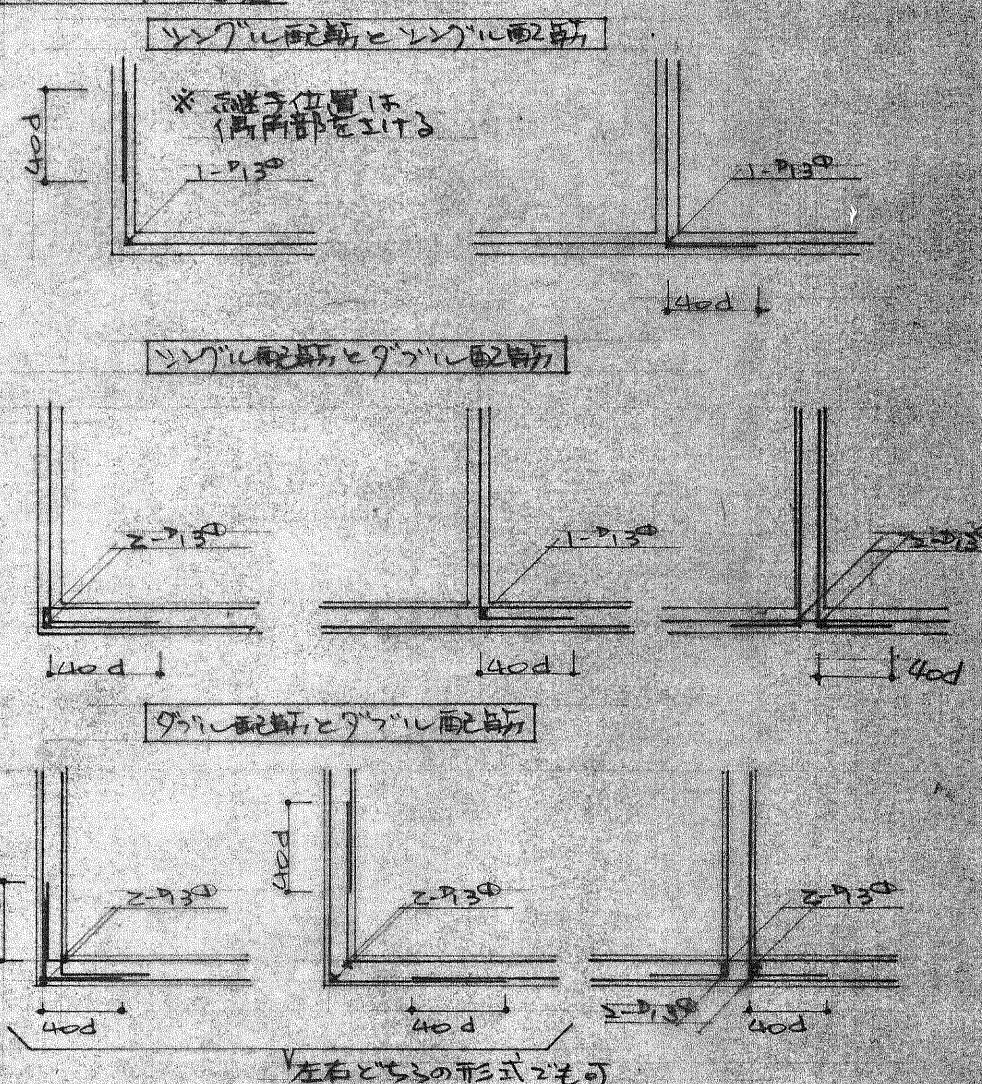 シングル配筋とシングル配筋
※ 継手位置は
隅角部をさける
40d
1-D13
1-D13
40d
シングル配筋とダブル配筋
2-D13
1-D13
2-D13
40d
40d
40d
ダブル配筋とダブル配筋
40d
2-D13
2-D13
2-D13
2-D13
40d
40d
40d
左右どちらの形式でも可